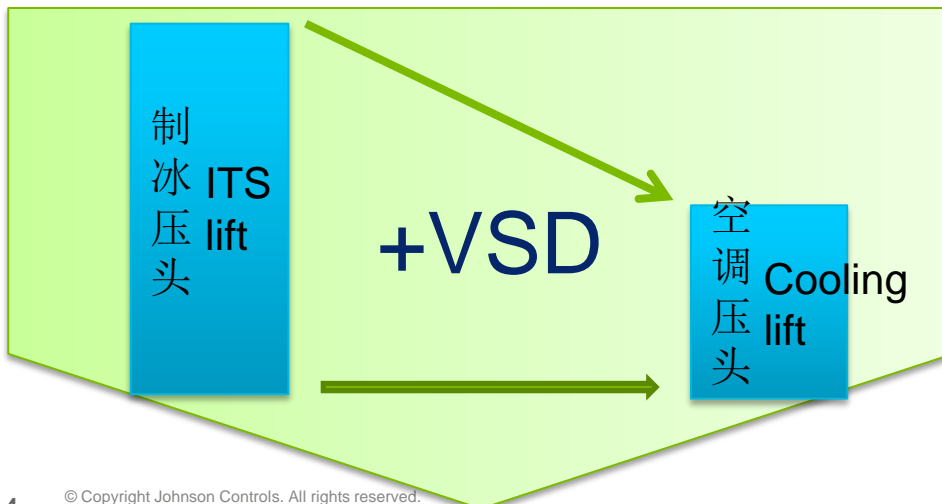 制冰压头
ITS
lift
+VSD
空调压头
Cooling
lift
© Copyright Johnson Controls. All rights reserved.